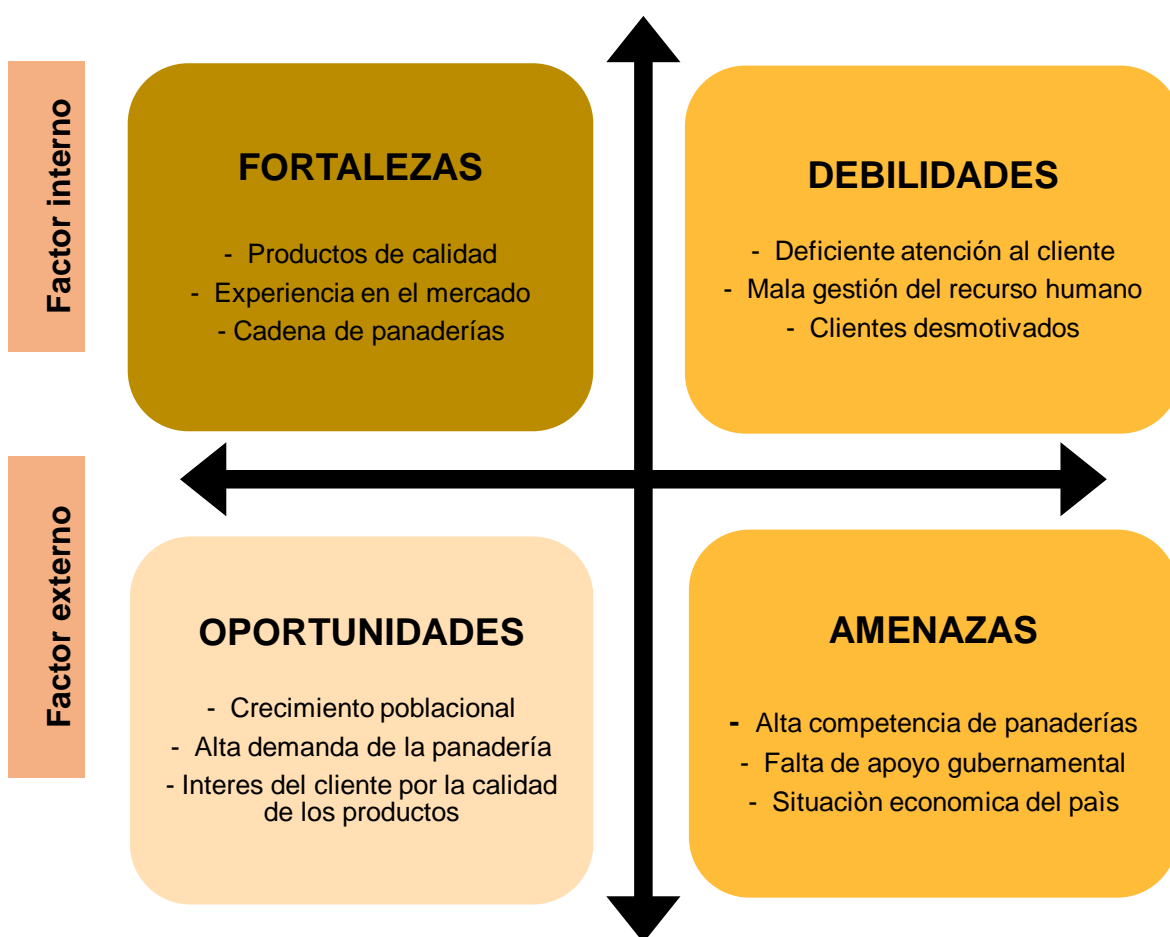 Factor interno
FORTALEZAS
- Productos de calidad
- Experiencia en el mercado
- Cadena de panaderías
DEBILIDADES
- Deficiente atención al cliente
- Mala gestión del recurso humano
- Clientes desmotivados
Factor externo
OPORTUNIDADES
- Crecimiento poblacional
- Alta demanda de la panadería
- Interes del cliente por la calidad
de los productos
AMENAZAS
- Alta competencia de panaderías
- Falta de apoyo gubernamental
- Situaciòn economica del paìs